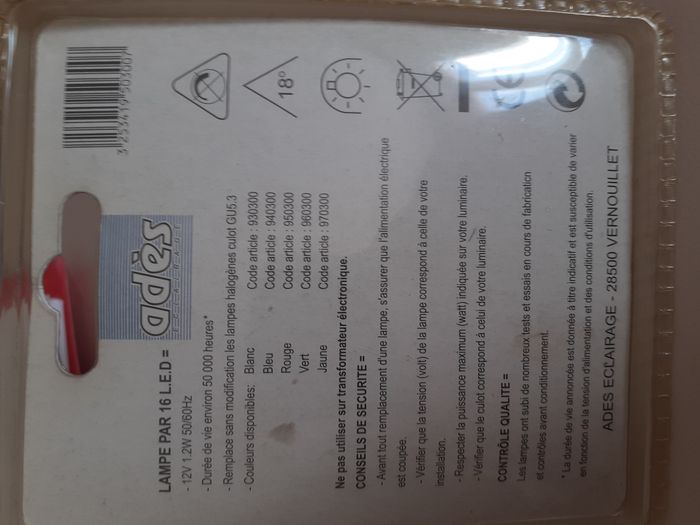 3 253419 503007
18°
CE
adès
ECLAIRAGE
LAMPE PAR 16 L.E.D =
- 12V 1.2W 50/60Hz
- Durée de vie environ 50 000 heures*
- Remplace sans modification les lampes halogènes culot GU5.3
- Couleurs disponibles: Blanc Code article : 930300
Bleu Code article : 940300
Rouge Code article : 950300
Vert Code article : 960300
Jaune Code article : 970300
Ne pas utiliser sur transformateur électronique.
CONSEILS DE SECURITE =
- Avant tout remplacement d'une lampe, s'assurer que l'alimentation électrique
est coupée.
- Vérifier que la tension (volt) de la lampe correspond à celle de votre
installation.
- Respecter la puissance maximum (watt) indiquée sur votre luminaire.
- Vérifier que le culot correspond à celui de votre luminaire.
CONTRÔLE QUALITE =
Les lampes ont subi de nombreux tests et essais en cours de fabrication
et contrôles avant conditionnement.
* La durée de vie annoncée est donnée à titre indicatif et est susceptible de varier
en fonction de la tension d'alimentation et des conditions d'utilisation.
ADES ECLAIRAGE - 28500 VERNOUILLET